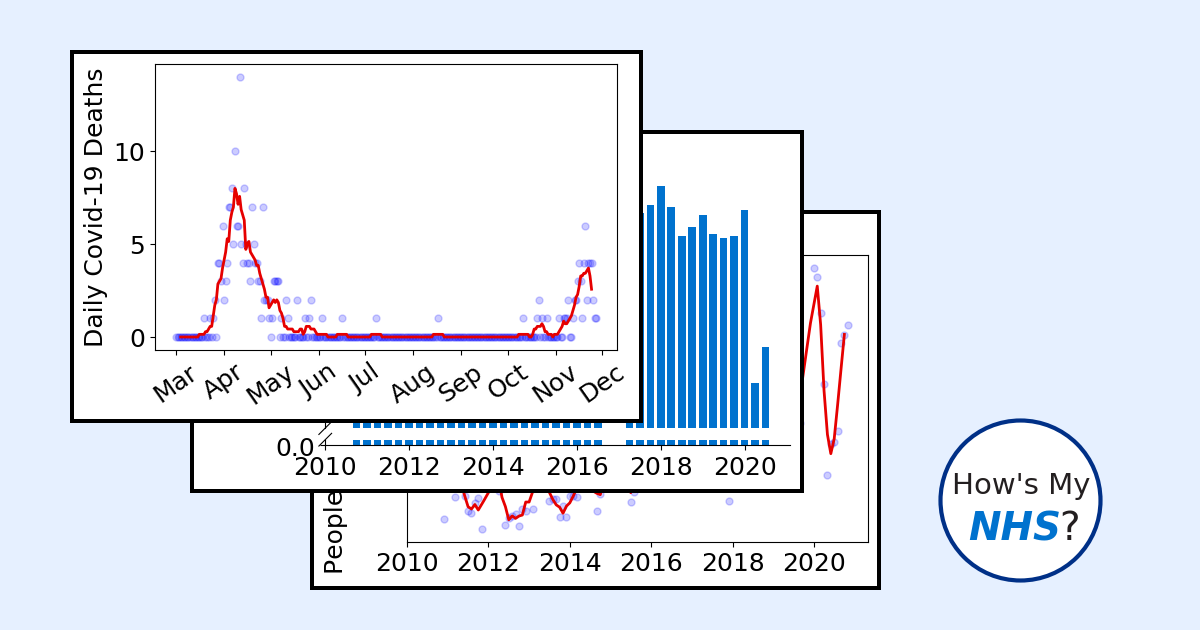 Daily Covid-19 Deaths
10
5
0
Mar Apr May Jun Jul Aug Sep Oct Nov Dec
0.0
2010 2012 2014 2016 2018 2020
People
2010 2012 2014 2016 2018 2020
How's My
NHS?